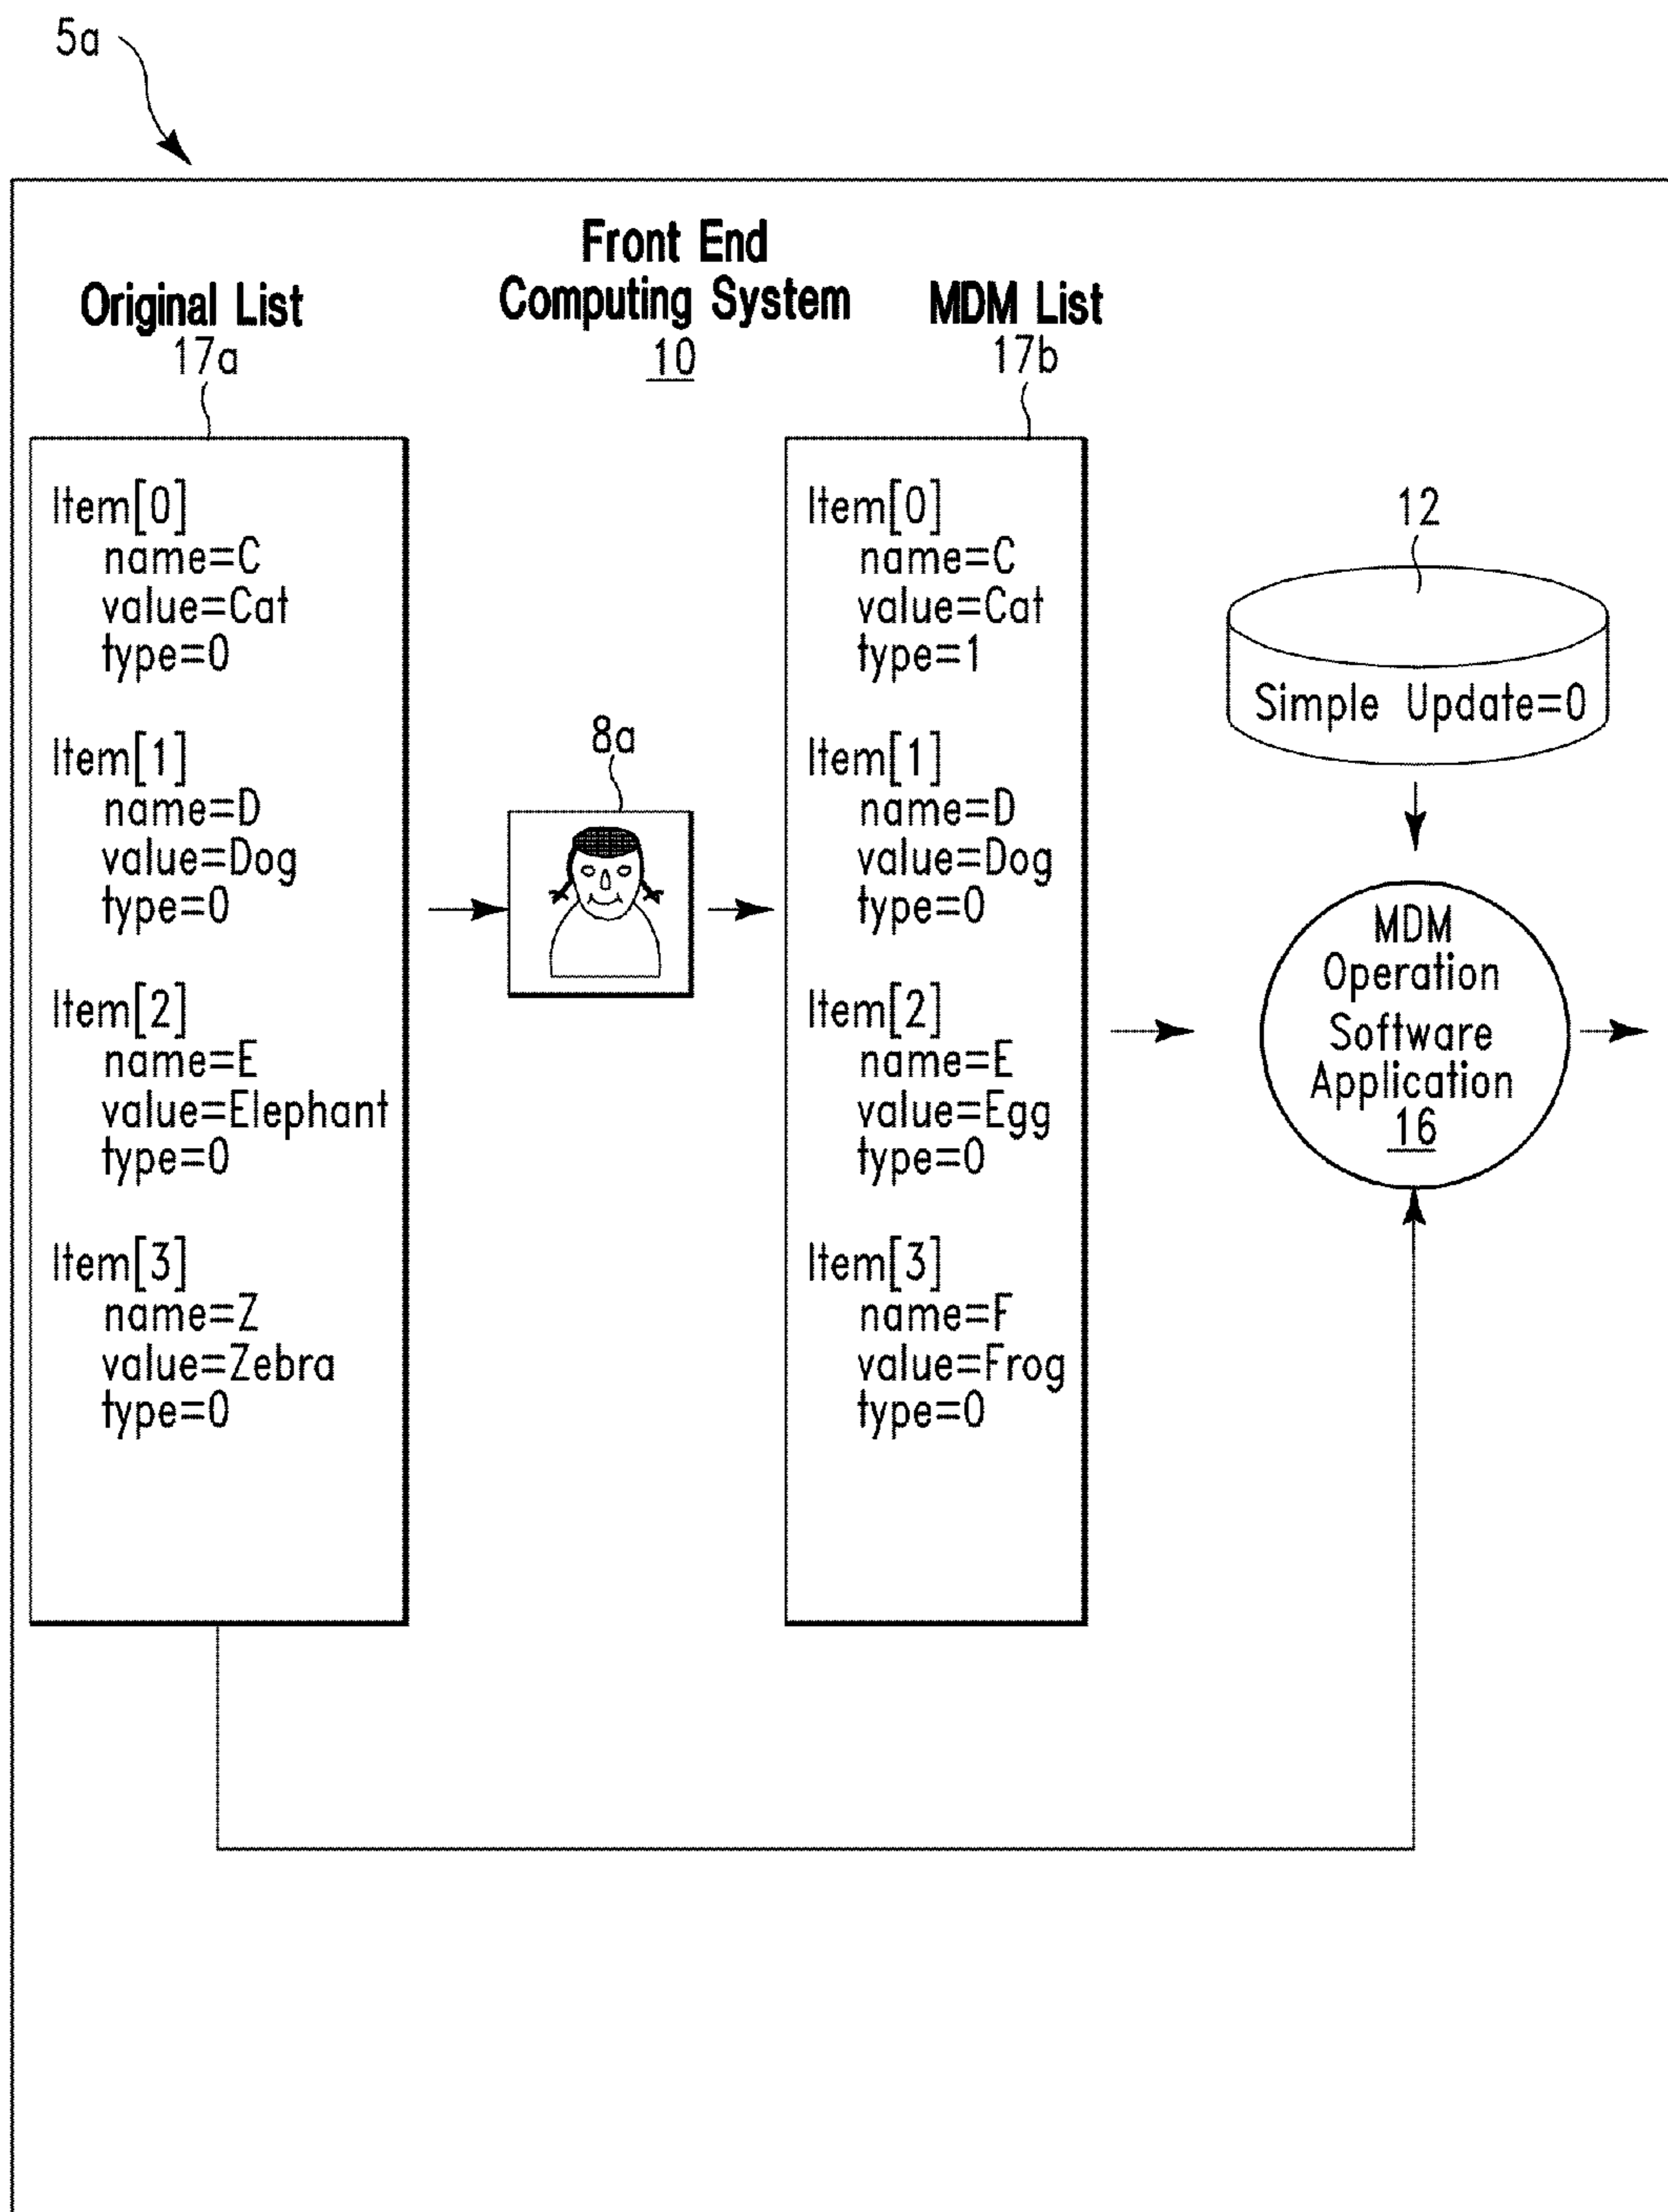 5a
Front End
Computing System
10
Original List
17a
MDM List
17b
Item[0]
name=C
value=Cat
type=0
Item[1]
name=D
value=Dog
type=0
Item[2]
name=E
value=Elephant
type=0
Item[3]
name=Z
value=Zebra
type=0
8a
Item[0]
name=C
value=Cat
type=1
Item[1]
name=D
value=Dog
type=0
Item[2]
name=E
value=Egg
type=0
Item[3]
name=F
value=Frog
type=0
12
Simple Update=0
MDM
Operation
Software
Application
16